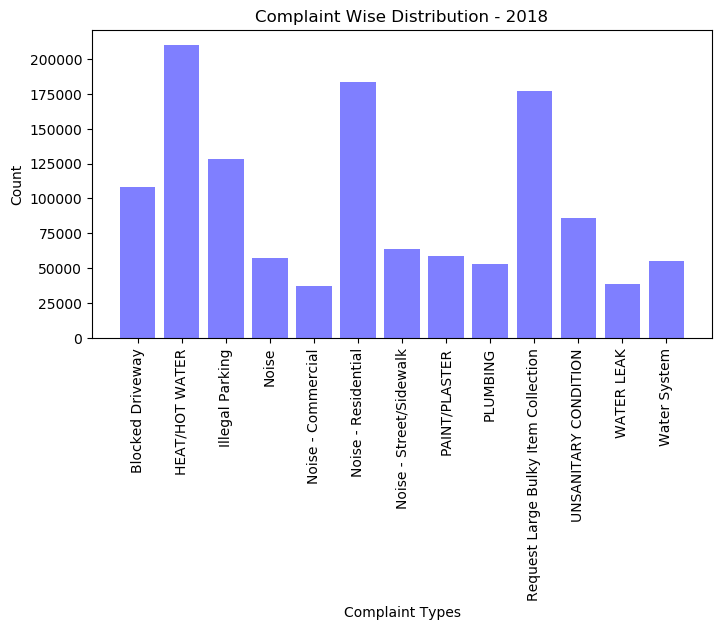 Complaint Wise Distribution - 2018
Count
200000
175000
150000
125000
100000
75000
50000
25000
0
Blocked Driveway
HEAT/HOT WATER
Illegal Parking
Noise
Noise - Commercial
Noise - Residential
Noise - Street/Sidewalk
PAINT/PLASTER
PLUMBING
Request Large Bulky Item Collection
UNSANITARY CONDITION
WATER LEAK
Water System
Complaint Types